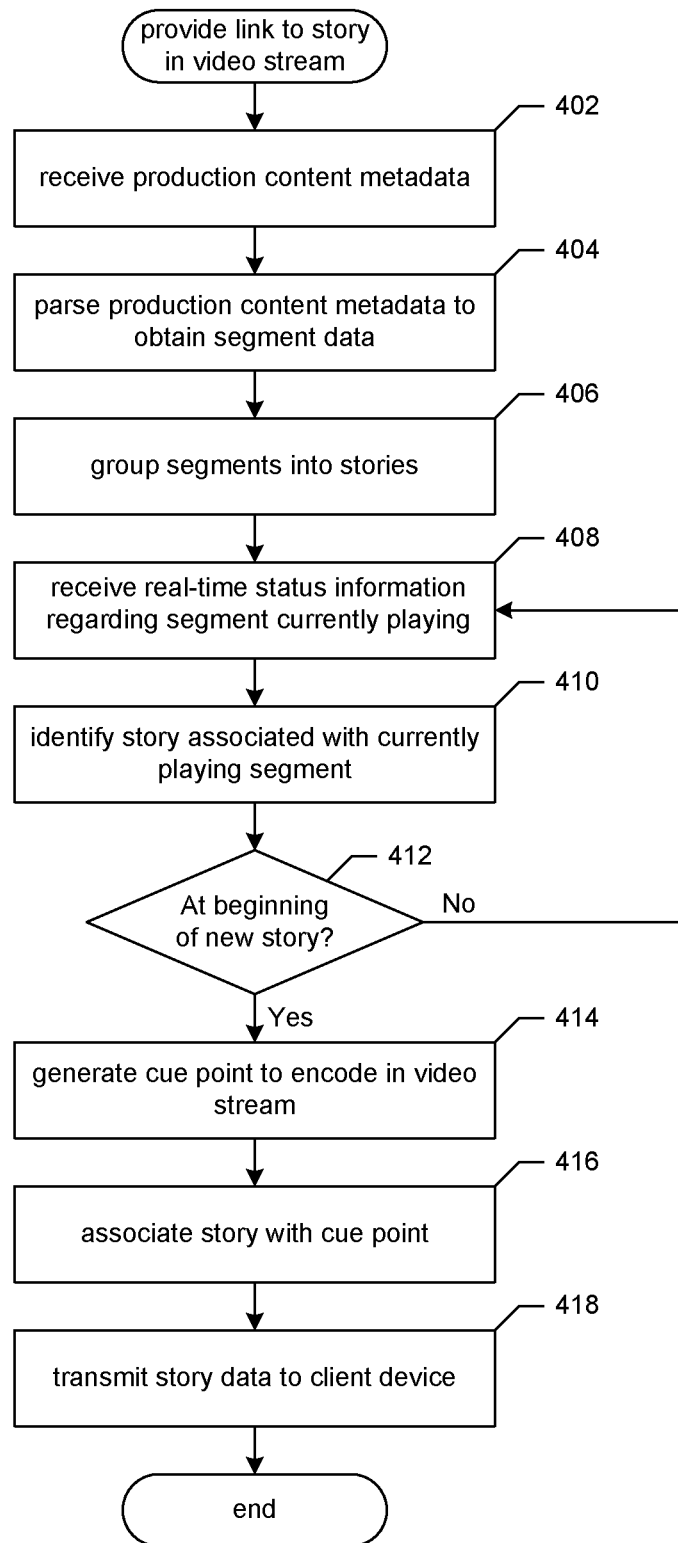 provide link to story
in video stream
402
receive production content metadata
404
parse production content metadata to
obtain segment data
406
group segments into stories
408
receive real-time status information
regarding segment currently playing
410
identify story associated with currently
playing segment
412
At beginning
of new story?
No
Yes
414
generate cue point to encode in video
stream
416
associate story with cue point
418
transmit story data to client device
end